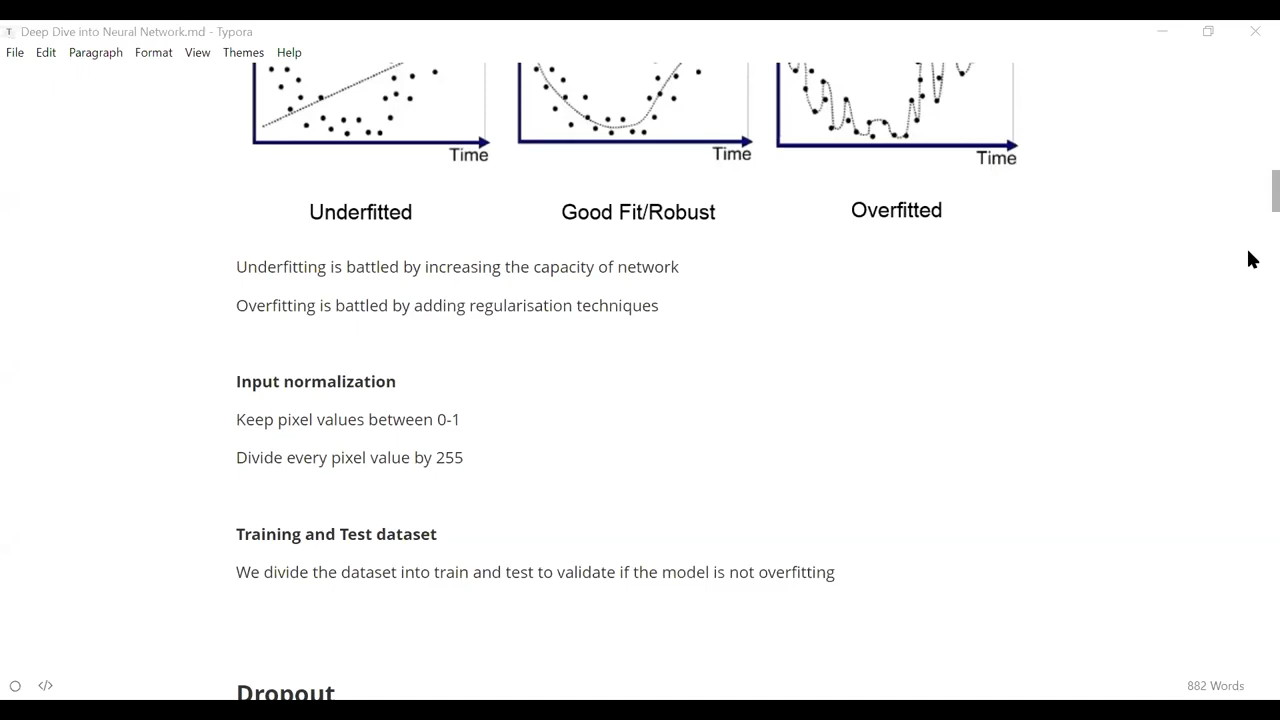 Deep Dive into Neural Network.md - Typora
File Edit Paragraph Format View Themes Help
Time Time Time
Underfitted Good Fit/Robust Overfitted
Underfitting is battled by increasing the capacity of network
Overfitting is battled by adding regularisation techniques
Input normalization
Keep pixel values between 0-1
Divide every pixel value by 255
Training and Test dataset
We divide the dataset into train and test to validate if the model is not overfitting
Dropout
882 Words